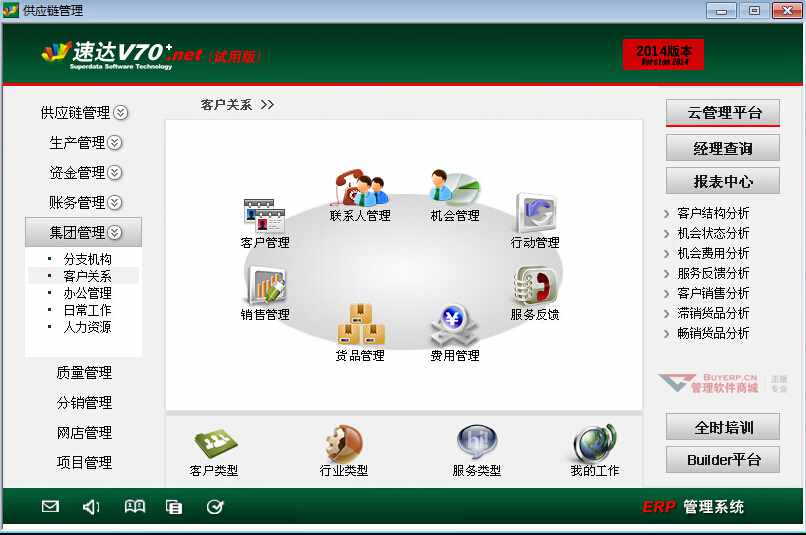 供应链管理
速达V70+.net (试用版)
Superdata Software Technology
2014版本
Version 2014
供应链管理
生产管理
资金管理
账务管理
集团管理
分支机构
客户关系
办公管理
日常工作
人力资源
质量管理
分销管理
网店管理
项目管理
客户关系 >>
联系人管理
机会管理
客户管理
行动管理
销售管理
服务反馈
货品管理
费用管理
客户类型
行业类型
服务类型
我的工作
云管理平台
经理查询
报表中心
客户结构分析
机会状态分析
机会费用分析
服务反馈分析
客户销售分析
滞销货品分析
畅销货品分析
BUYERP.CN
管理软件商城
正版
专业
全时培训
Builder平台
ERP 管理系统